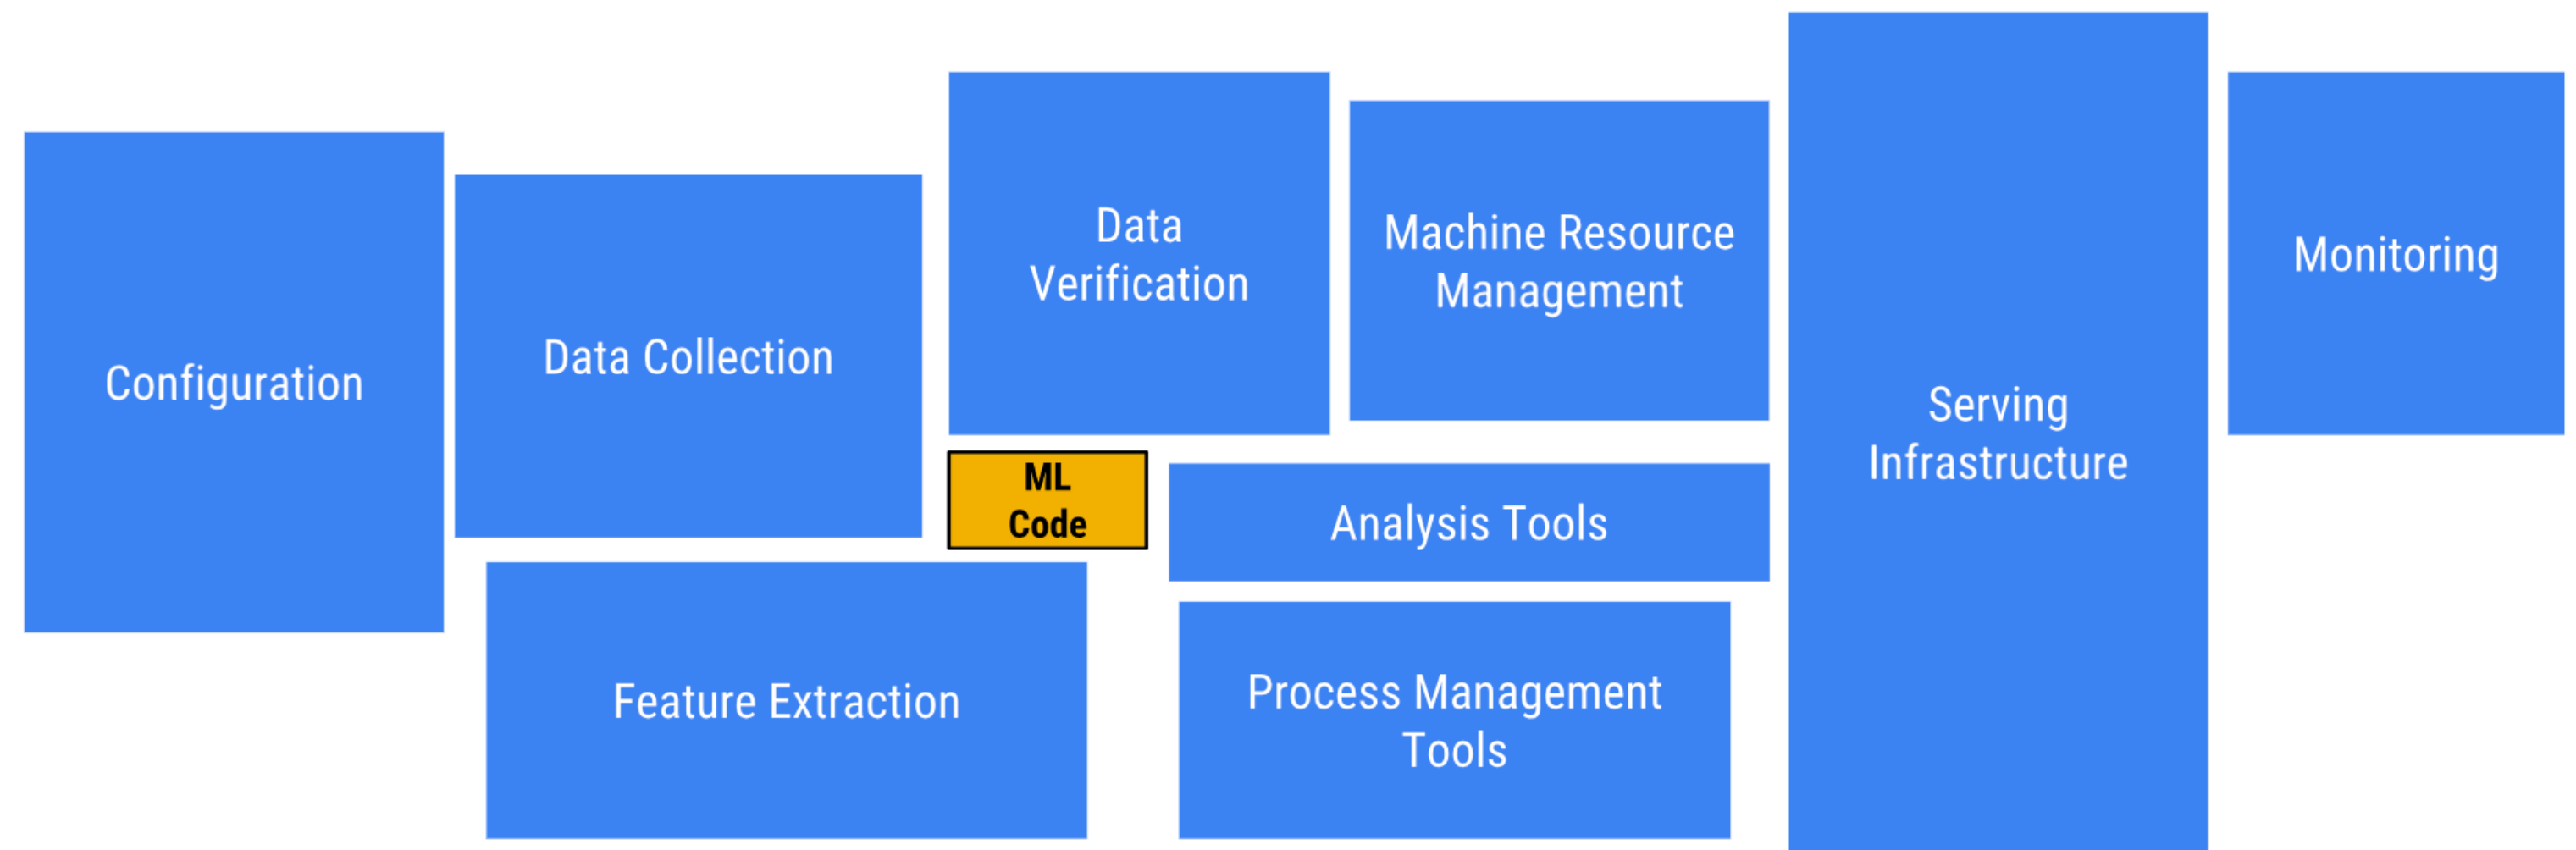 Configuration
Data Collection
Data
Verification
Machine Resource
Management
Serving
Infrastructure
Monitoring
ML
Code
Analysis Tools
Feature Extraction
Process Management
Tools